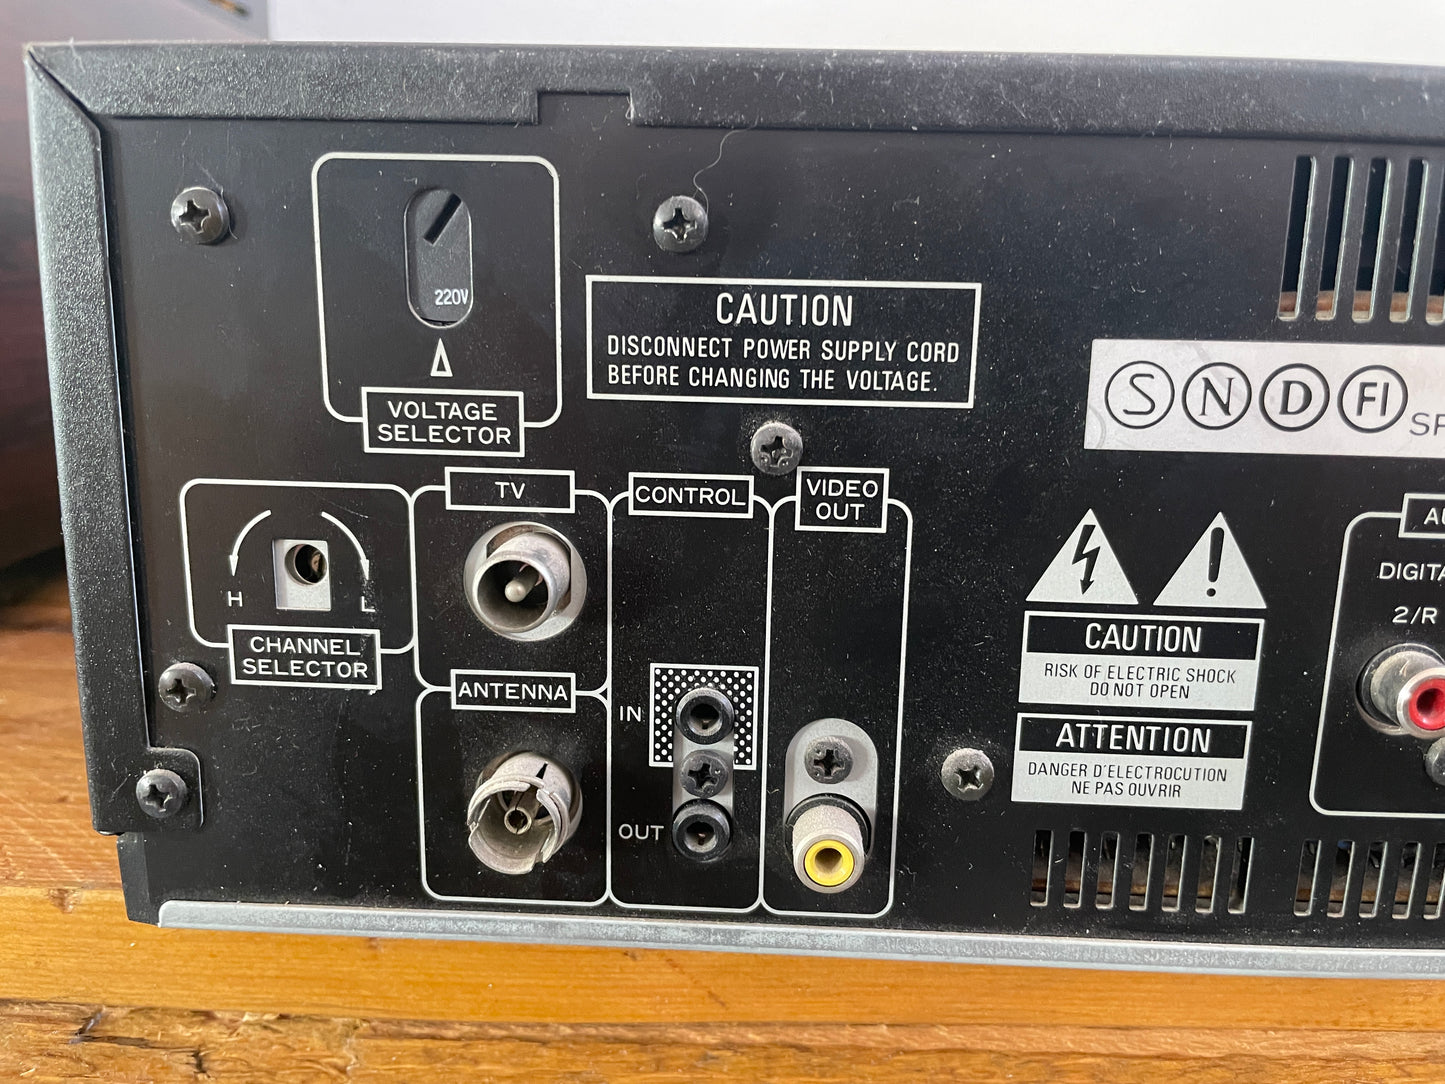 220V
VOLTAGE
SELECTOR
CAUTION
DISCONNECT POWER SUPPLY CORD
BEFORE CHANGING THE VOLTAGE.
S N D FI
H
L
CHANNEL
SELECTOR
TV
ANTENNA
CONTROL
IN
OUT
VIDEO
OUT
CAUTION
RISK OF ELECTRIC SHOCK
DO NOT OPEN
ATTENTION
DANGER D'ELECTROCUTION
NE PAS OUVRIR
2/R